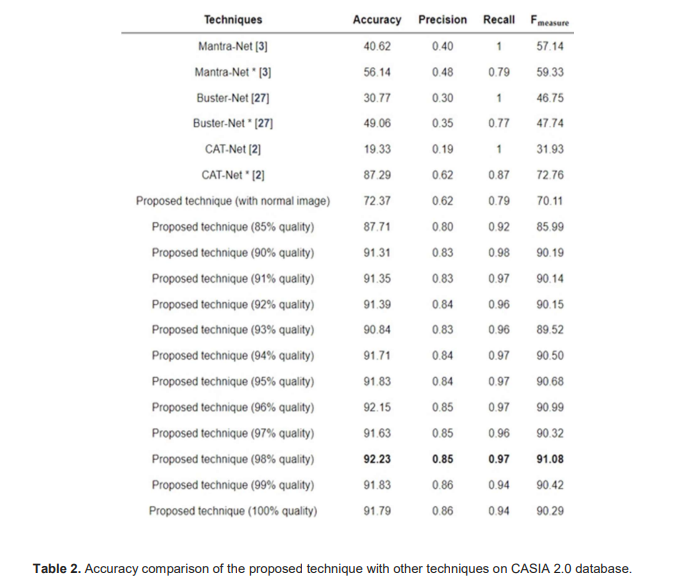 Techniques Accuracy Precision Recall Fmeasure
Mantra-Net [3] 40.62 0.40 1 57.14
Mantra-Net * [3] 56.14 0.48 0.79 59.33
Buster-Net [27] 30.77 0.30 1 46.75
Buster-Net * [27] 49.06 0.35 0.77 47.74
CAT-Net [2] 19.33 0.19 1 31.93
CAT-Net * [2] 87.29 0.62 0.87 72.76
Proposed technique (with normal image) 72.37 0.62 0.79 70.11
Proposed technique (85% quality) 87.71 0.80 0.92 85.99
Proposed technique (90% quality) 91.31 0.83 0.98 90.19
Proposed technique (91% quality) 91.35 0.83 0.97 90.14
Proposed technique (92% quality) 91.39 0.84 0.96 90.15
Proposed technique (93% quality) 90.84 0.83 0.96 89.52
Proposed technique (94% quality) 91.71 0.84 0.97 90.50
Proposed technique (95% quality) 91.83 0.84 0.97 90.68
Proposed technique (96% quality) 92.15 0.85 0.97 90.99
Proposed technique (97% quality) 91.63 0.85 0.96 90.32
Proposed technique (98% quality) 92.23 0.85 0.97 91.08
Proposed technique (99% quality) 91.83 0.86 0.94 90.42
Proposed technique (100% quality) 91.79 0.86 0.94 90.29
Table 2. Accuracy comparison of the proposed technique with other techniques on CASIA 2.0 database.